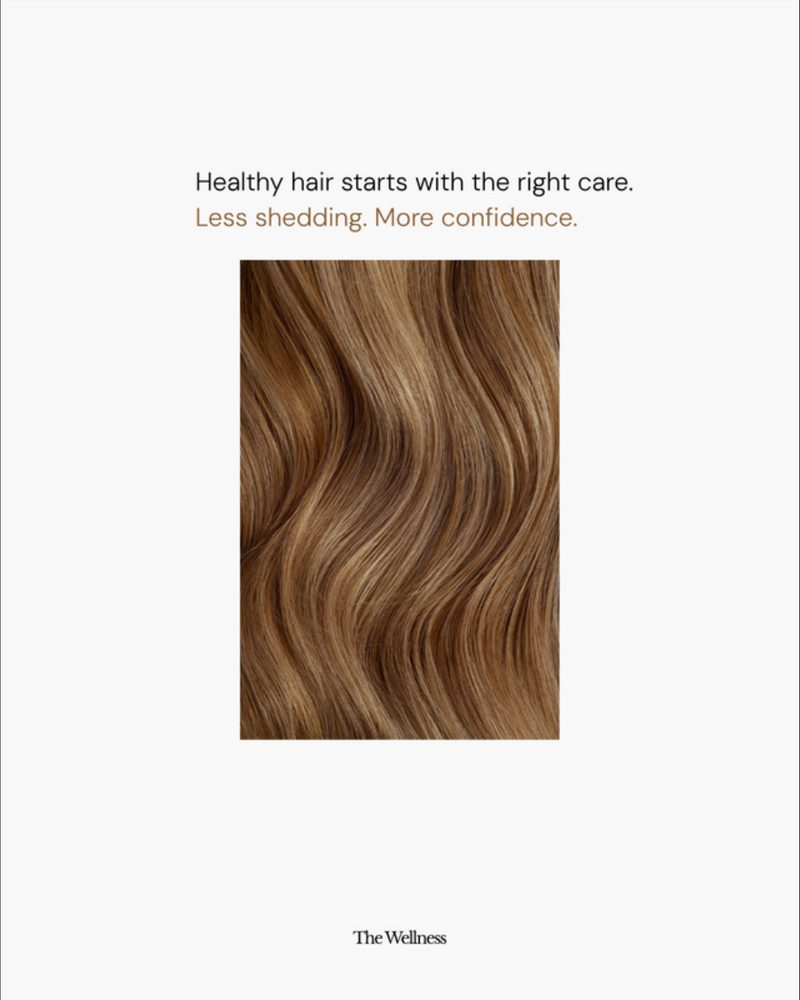 Healthy hair starts with the right care.
Less shedding. More confidence.
The Wellness